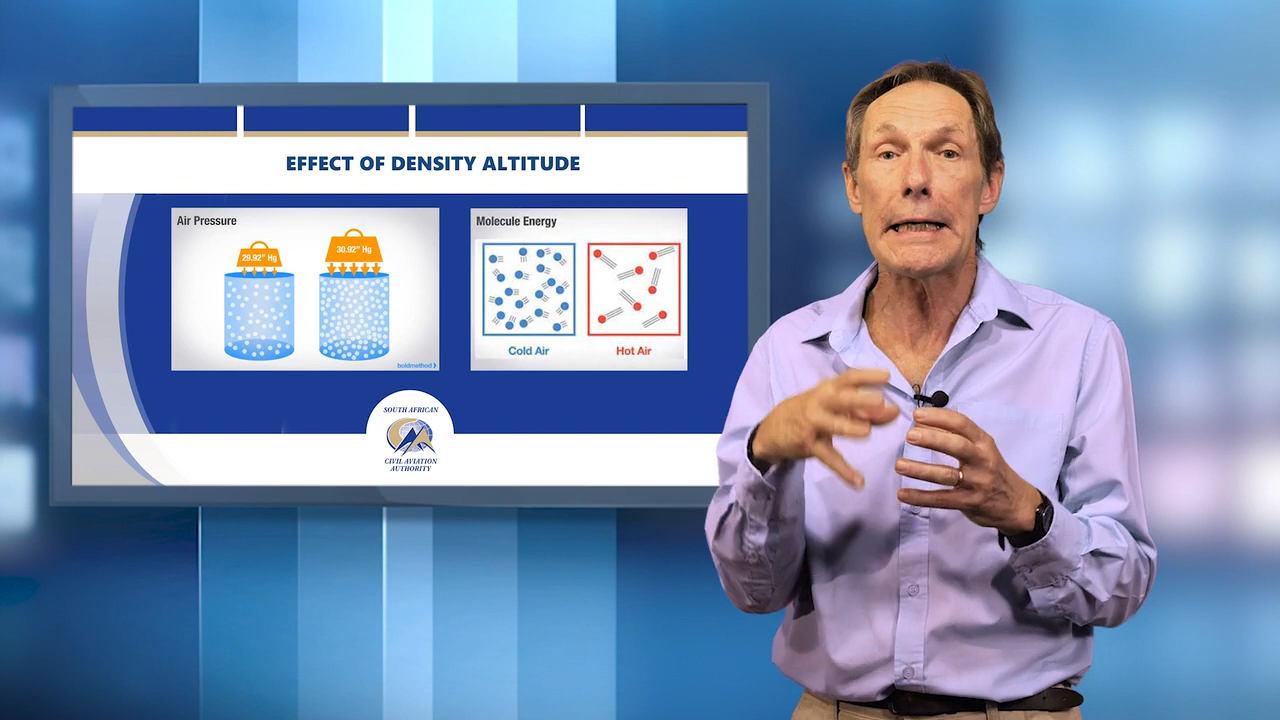 EFFECT OF DENSITY ALTITUDE
Air Pressure
29.92" Hg
30.92" Hg
boldmethod
Molecule Energy
Cold Air
Hot Air
SOUTH AFRICAN
CIVIL AVIATION
AUTHORITY